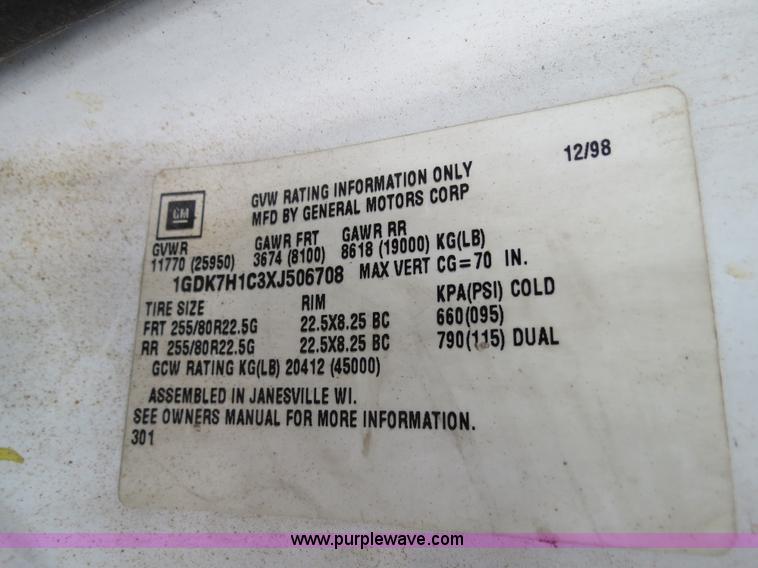 12/98
GM
GVW RATING INFORMATION ONLY
MFD BY GENERAL MOTORS CORP
GVWR GAWR FRT GAWR RR
11770 (25950) 3674 (8100) 8618 (19000) KG(LB)
1GDK7H1C3XJ506708 MAX VERT CG=70 IN.
TIRE SIZE RIM KPA(PSI) COLD
FRT 255/80R22.5G 22.5X8.25 BC 660(095)
RR 255/80R22.5G 22.5X8.25 BC 790(115) DUAL
GCW RATING KG(LB) 20412 (45000)
ASSEMBLED IN JANESVILLE WI.
SEE OWNERS MANUAL FOR MORE INFORMATION.
301
www.purplewave.com